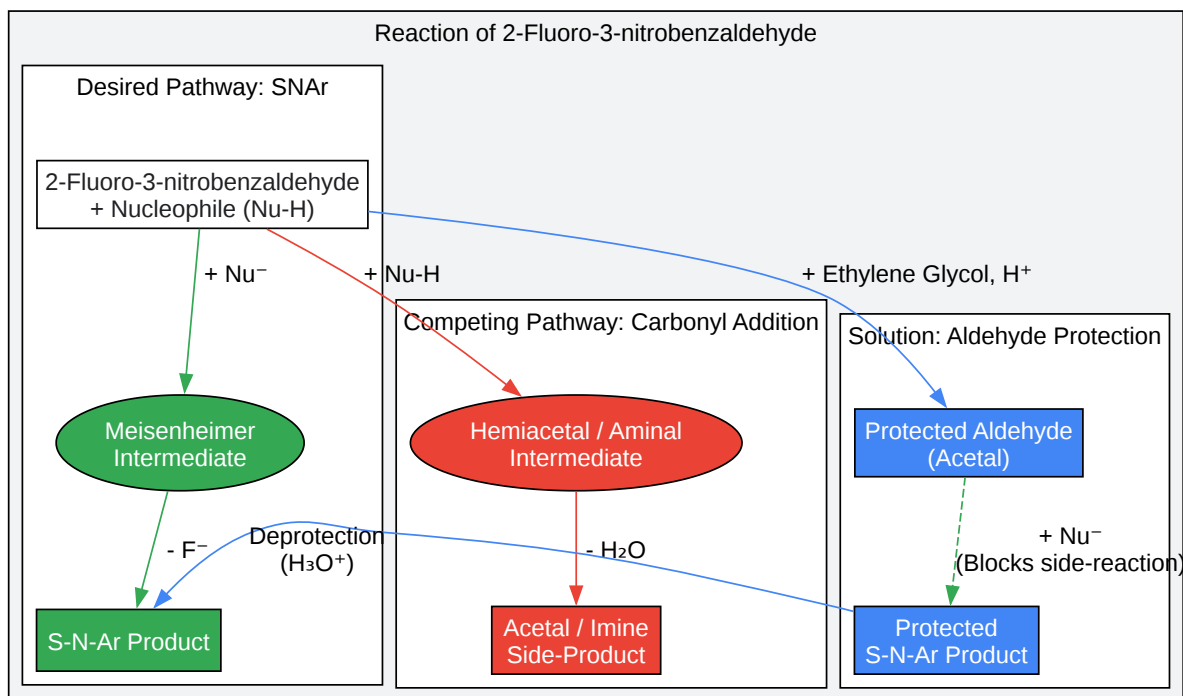 Reaction of 2-Fluoro-3-nitrobenzaldehyde
Desired Pathway: SNAr
2-Fluoro-3-nitrobenzaldehyde
+ Nucleophile (Nu-H)
+ Nu⁻
+ Nu-H
+ Ethylene Glycol, H⁺
Competing Pathway: Carbonyl Addition
Solution: Aldehyde Protection
Meisenheimer
Intermediate
Hemiacetal / Aminal
Intermediate
Protected Aldehyde
(Acetal)
- F⁻
Deprotection
(H₃O⁺)
- H₂O
+ Nu⁻
(Blocks side-reaction)
S-N-Ar Product
Acetal / Imine
Side-Product
Protected
S-N-Ar Product